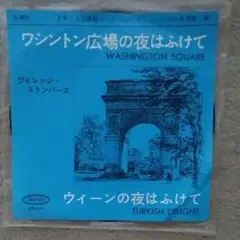 ワシントン広場の夜はふけて
WASHINGTON SQUARE
ヴィレッジ・
ストンパーズ
ウィーンの夜はふけて
TURKISH DELIGHT